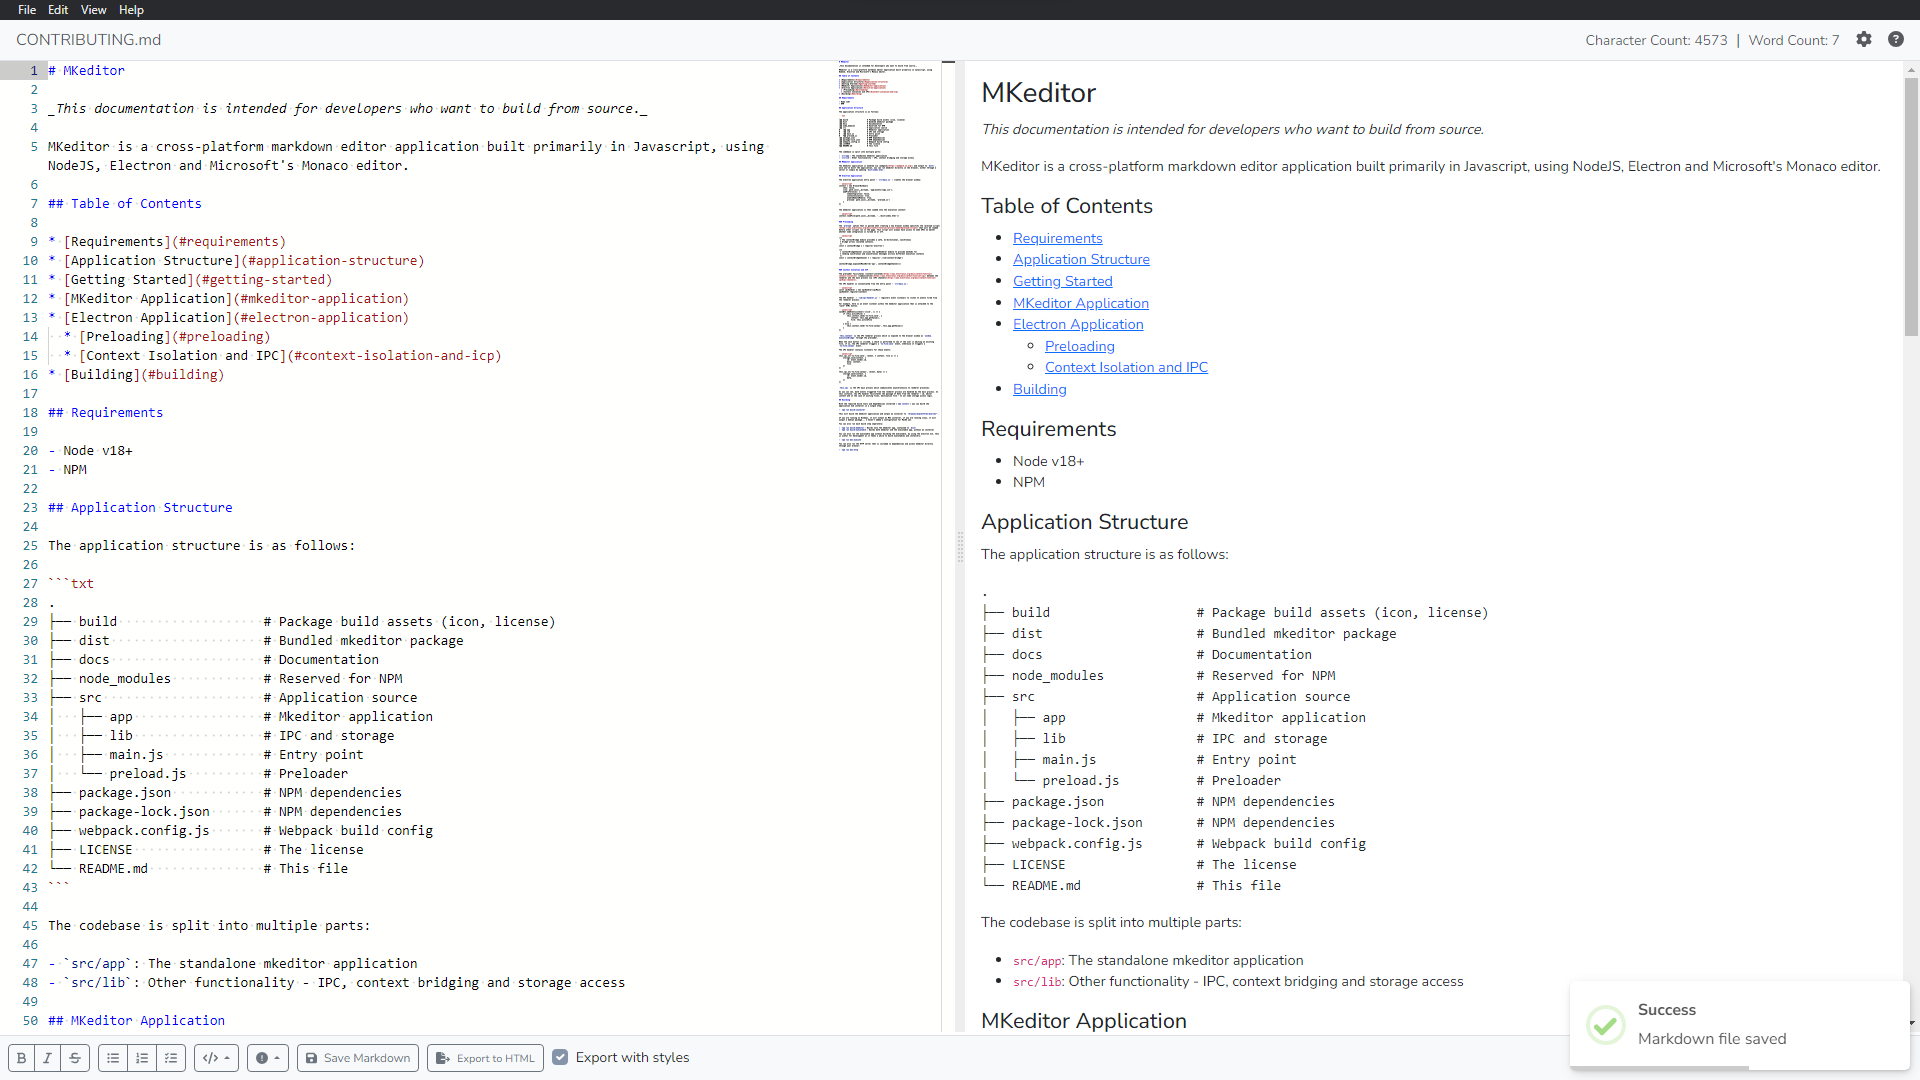 File Edit View Help
CONTRIBUTING.md
Character Count: 4573 | Word Count: 7
1 # MKeditor
2
3 _This documentation is intended for developers who want to build from source._
4
5 MKeditor is a cross-platform markdown editor application built primarily in Javascript, using
NodeJS, Electron and Microsoft's Monaco editor.
6
7 ## Table of Contents
8
9 * [Requirements](#requirements)
10 * [Application Structure](#application-structure)
11 * [Getting Started](#getting-started)
12 * [MKeditor Application](#mkeditor-application)
13 * [Electron Application](#electron-application)
14   * [Preloading](#preloading)
15   * [Context Isolation and IPC](#context-isolation-and-icp)
16 * [Building](#building)
17
18 ## Requirements
19
20 - Node v18+
21 - NPM
22
23 ## Application Structure
24
25 The application structure is as follows:
26
27 ```txt
28 .
29 ├── build # Package build assets (icon, license)
30 ├── dist # Bundled mkeditor package
31 ├── docs # Documentation
32 ├── node_modules # Reserved for NPM
33 ├── src # Application source
34 │   ├── app # Mkeditor application
35 │   ├── lib # IPC and storage
36 │   ├── main.js # Entry point
37 │   └── preload.js # Preloader
38 ├── package.json # NPM dependencies
39 ├── package-lock.json # NPM dependencies
40 ├── webpack.config.js # Webpack build config
41 ├── LICENSE # The license
42 └── README.md # This file
43 ```
44
45 The codebase is split into multiple parts:
46
47 - `src/app`: The standalone mkeditor application
48 - `src/lib`: Other functionality - IPC, context bridging and storage access
49
50 ## MKeditor Application
MKeditor
This documentation is intended for developers who want to build from source.
MKeditor is a cross-platform markdown editor application built primarily in Javascript, using NodeJS, Electron and Microsoft's Monaco editor.
Table of Contents
• Requirements
• Application Structure
• Getting Started
• MKeditor Application
• Electron Application
◦ Preloading
◦ Context Isolation and IPC
• Building
Requirements
• Node v18+
• NPM
Application Structure
The application structure is as follows:
.
├── build # Package build assets (icon, license)
├── dist # Bundled mkeditor package
├── docs # Documentation
├── node_modules # Reserved for NPM
├── src # Application source
│   ├── app # Mkeditor application
│   ├── lib # IPC and storage
│   ├── main.js # Entry point
│   └── preload.js # Preloader
├── package.json # NPM dependencies
├── package-lock.json # NPM dependencies
├── webpack.config.js # Webpack build config
├── LICENSE # The license
└── README.md # This file
The codebase is split into multiple parts:
• src/app: The standalone mkeditor application
• src/lib: Other functionality - IPC, context bridging and storage access
MKeditor Application
Success
Markdown file saved
B I S </> Save Markdown Export to HTML Export with styles